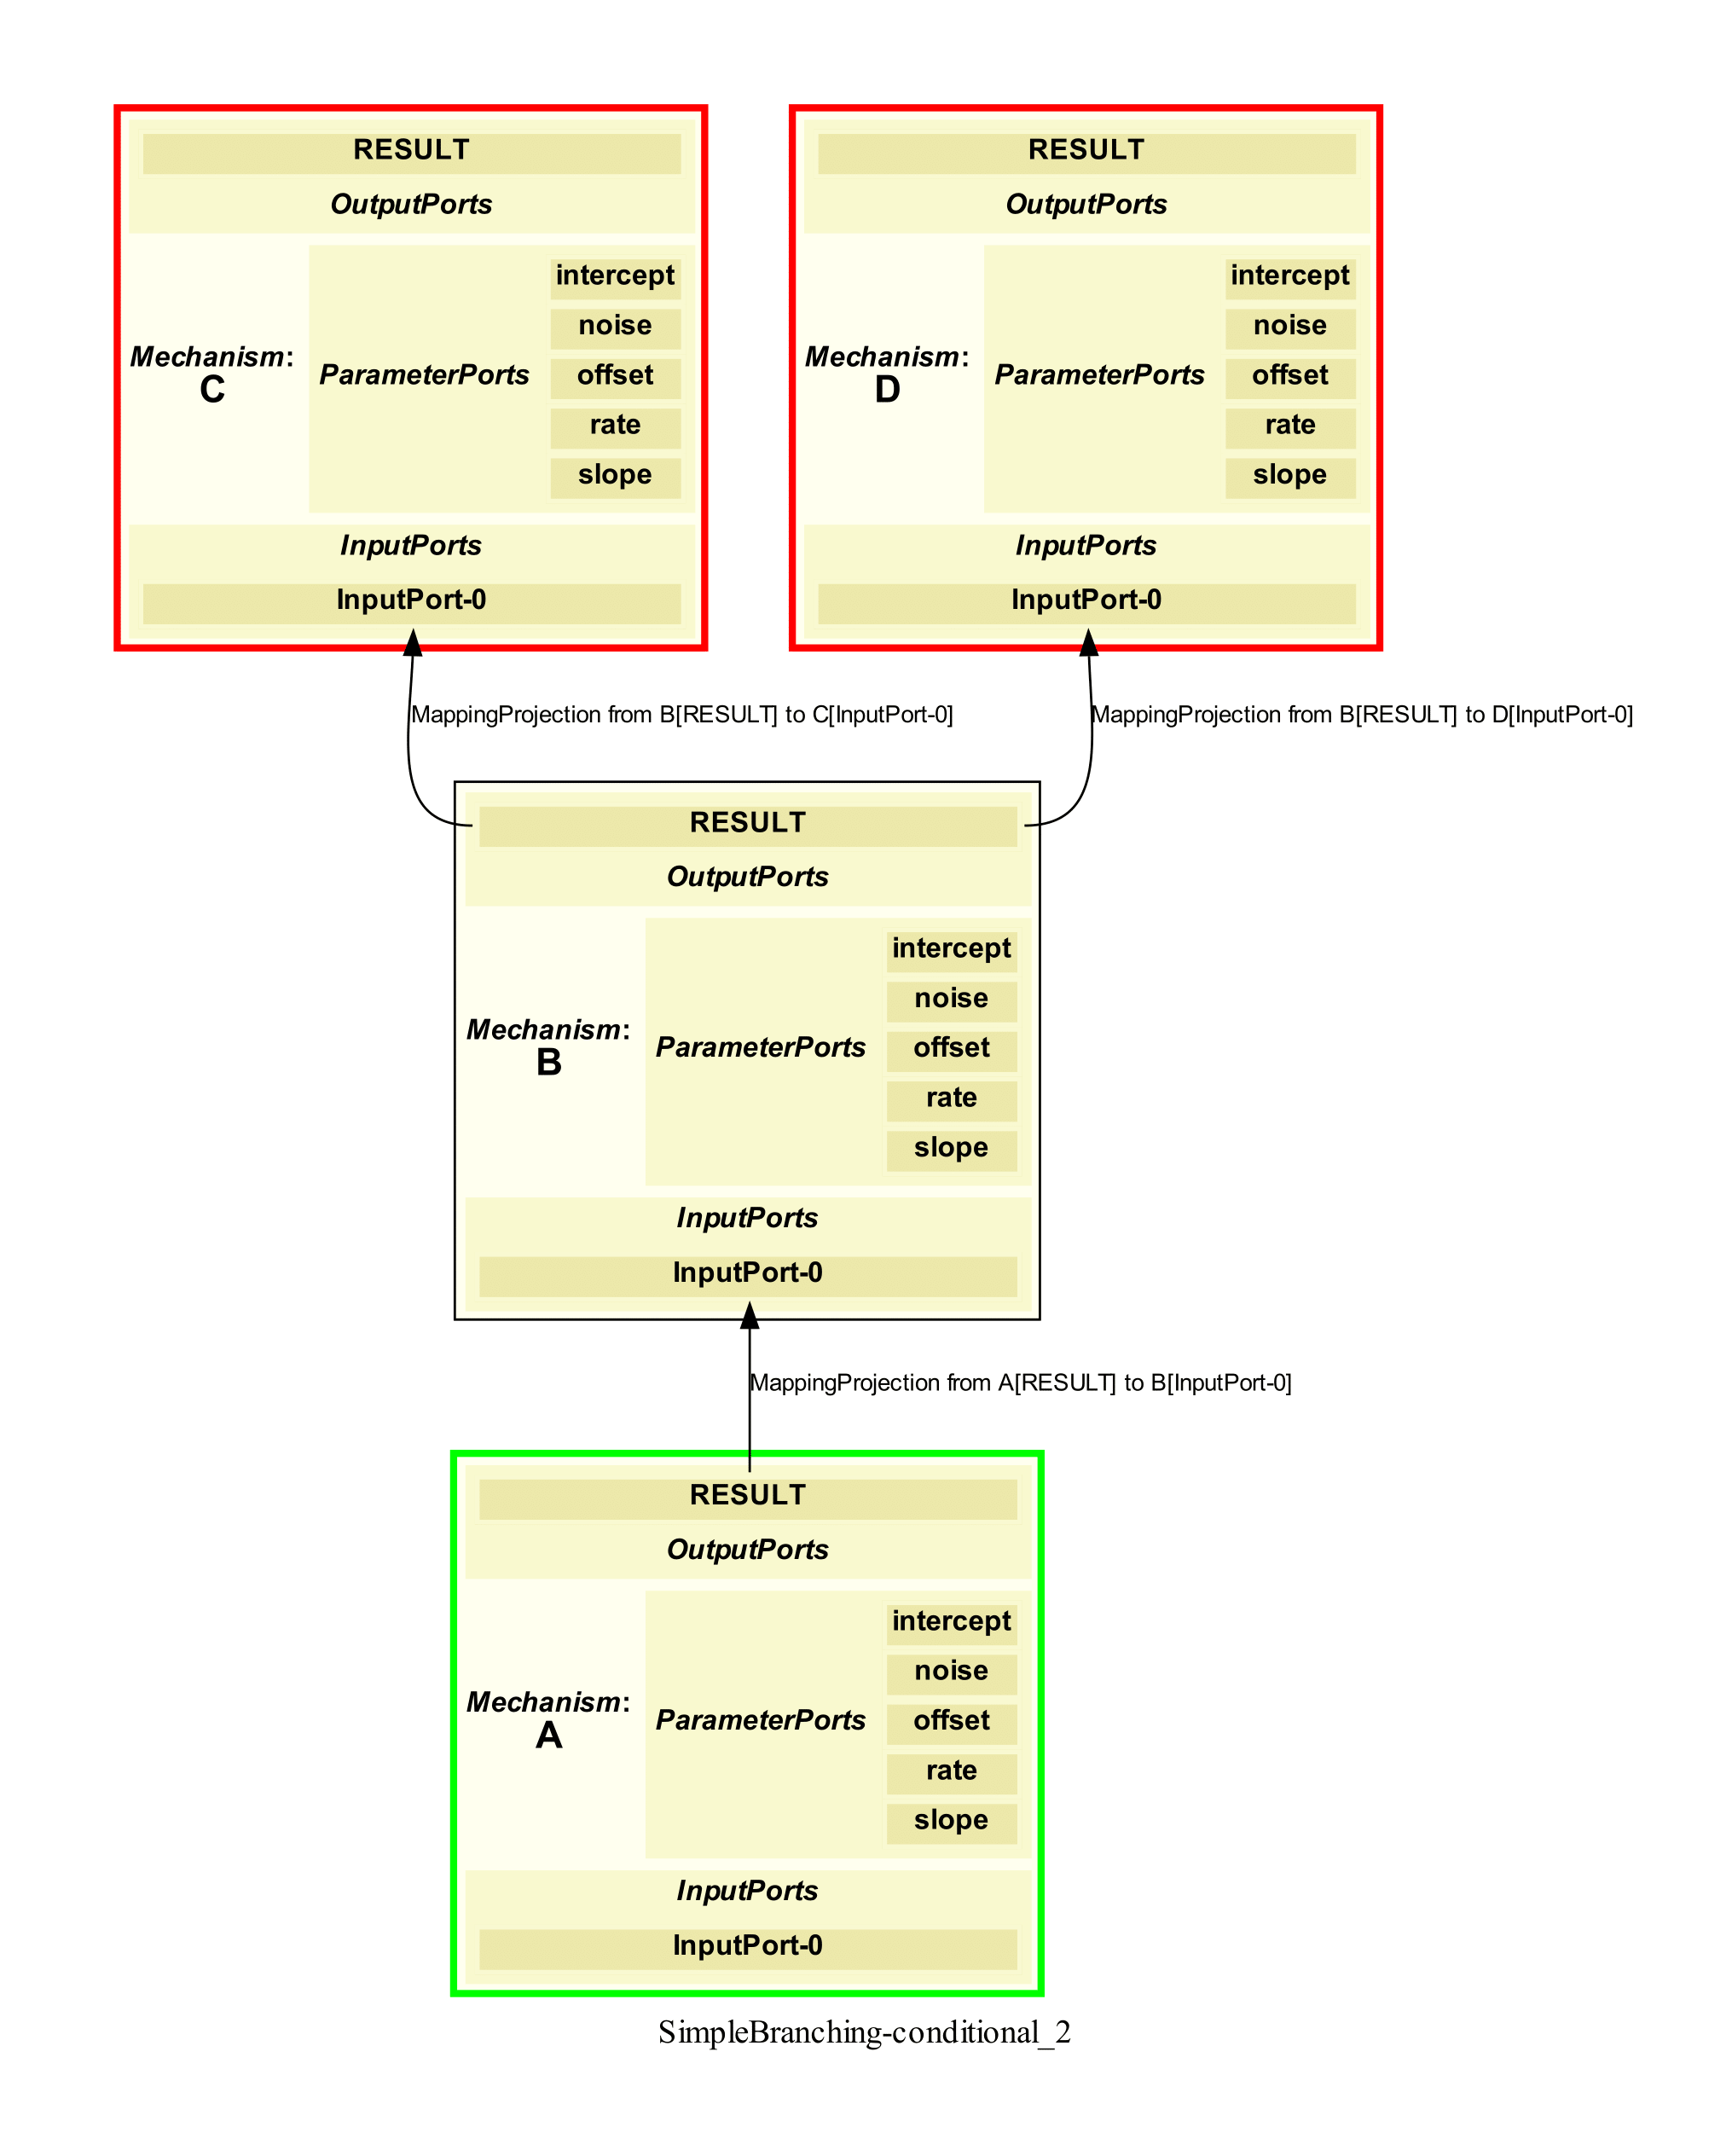 RESULT
OutputPorts
Mechanism:
C
ParameterPorts
intercept
noise
offset
rate
slope
InputPorts
InputPort-0
RESULT
OutputPorts
Mechanism:
D
ParameterPorts
intercept
noise
offset
rate
slope
InputPorts
InputPort-0
MappingProjection from B[RESULT] to C[InputPort-0]
MappingProjection from B[RESULT] to D[InputPort-0]
RESULT
OutputPorts
Mechanism:
B
ParameterPorts
intercept
noise
offset
rate
slope
InputPorts
InputPort-0
MappingProjection from A[RESULT] to B[InputPort-0]
RESULT
OutputPorts
Mechanism:
A
ParameterPorts
intercept
noise
offset
rate
slope
InputPorts
InputPort-0
SimpleBranching-conditional_2